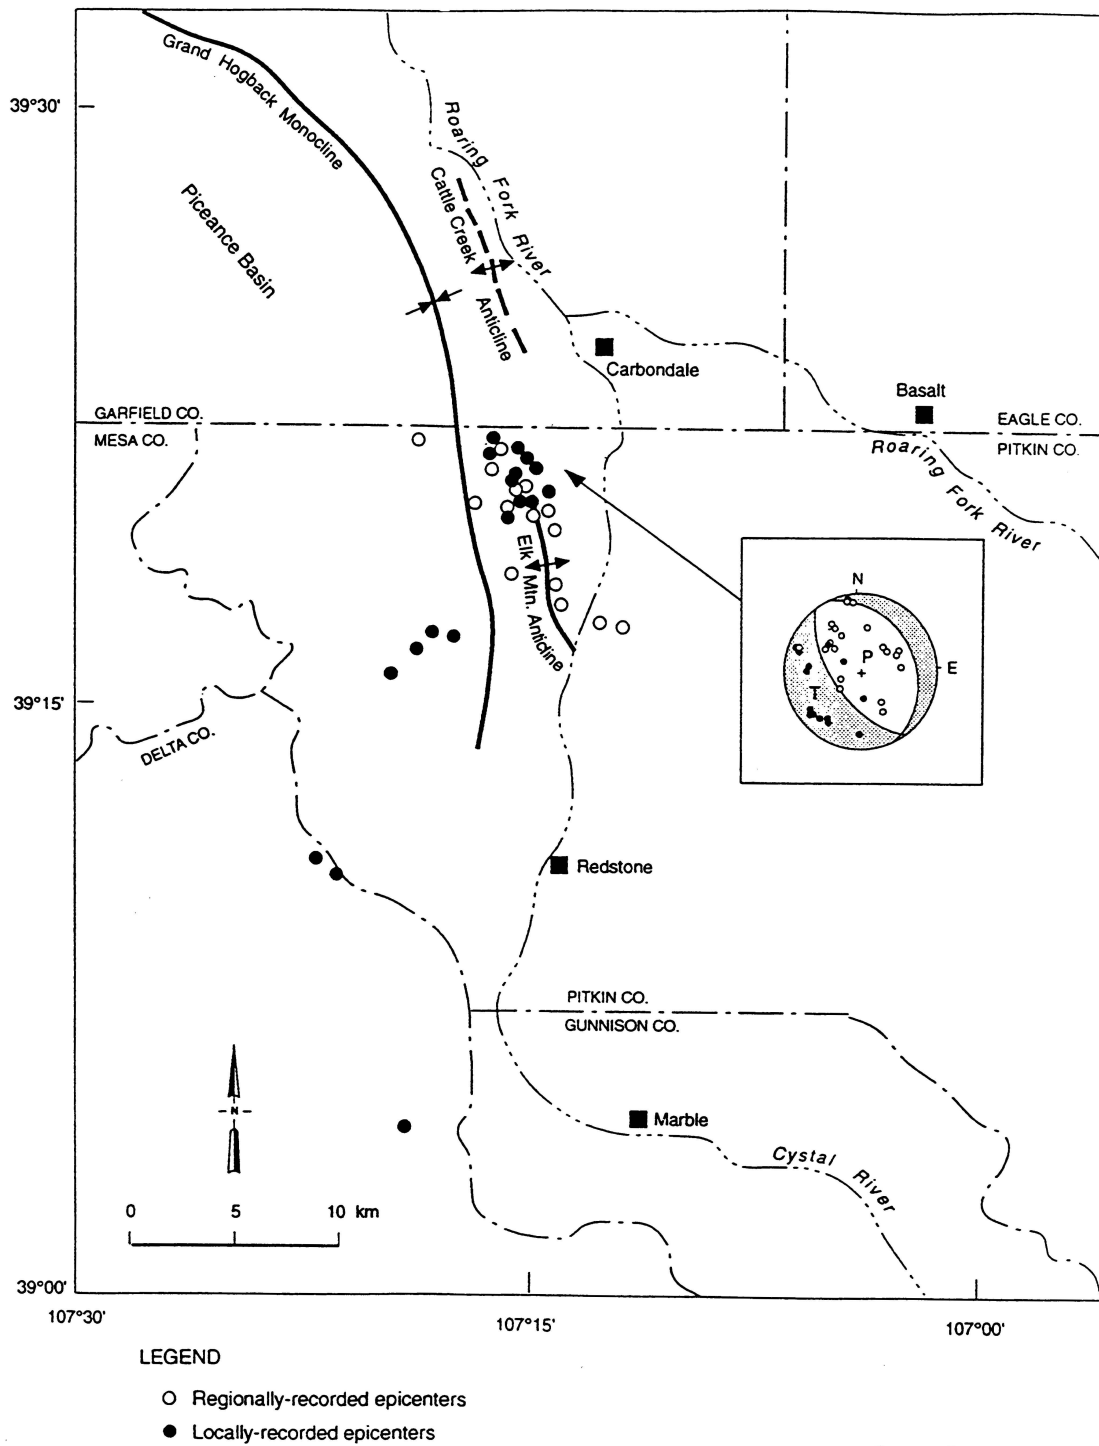 Grand Hogback Monocline
39°30'
Roaring Fork River
Cattle Creek Anticline
Piceance Basin
Carbondale
Basalt
GARFIELD CO.
MESA CO.
EAGLE CO.
PITKIN CO.
Roaring Fork River
Elk Mtn. Anticline
N
P
E
T
39°15'
DELTA CO.
Redstone
PITKIN CO.
GUNNISON CO.
N
Marble
Cystal River
0 5 10 km
39°00'
107°30'
107°15'
107°00'
LEGEND
Regionally-recorded epicenters
Locally-recorded epicenters